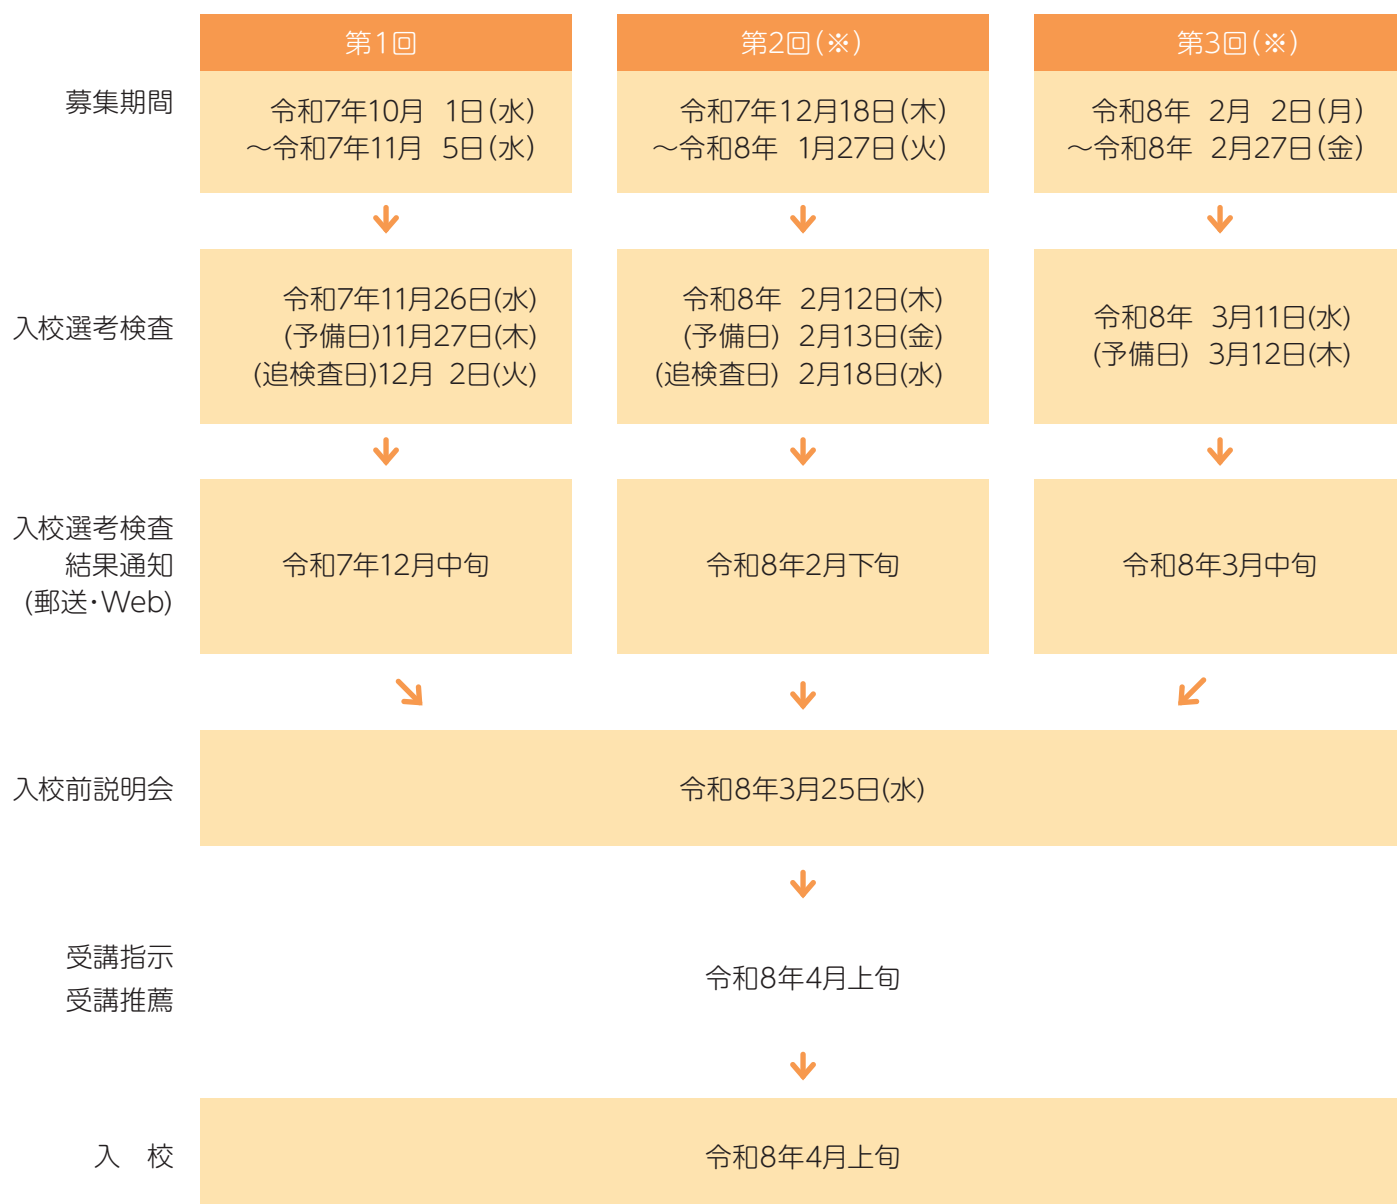 第1回
第2回(※)
第3回(※)
募集期間
令和7年10月 1日(水)
～令和7年11月 5日(水)
令和7年12月18日(木)
～令和8年 1月27日(火)
令和8年 2月 2日(月)
～令和8年 2月27日(金)
入校選考検査
令和7年11月26日(水)
(予備日)11月27日(木)
(追検査日)12月 2日(火)
令和8年 2月12日(木)
(予備日) 2月13日(金)
(追検査日) 2月18日(水)
令和8年 3月11日(水)
(予備日) 3月12日(木)
入校選考検査
結果通知
(郵送・Web)
令和7年12月中旬
令和8年2月下旬
令和8年3月中旬
入校前説明会
令和8年3月25日(水)
受講指示
受講推薦
令和8年4月上旬
入 校
令和8年4月上旬